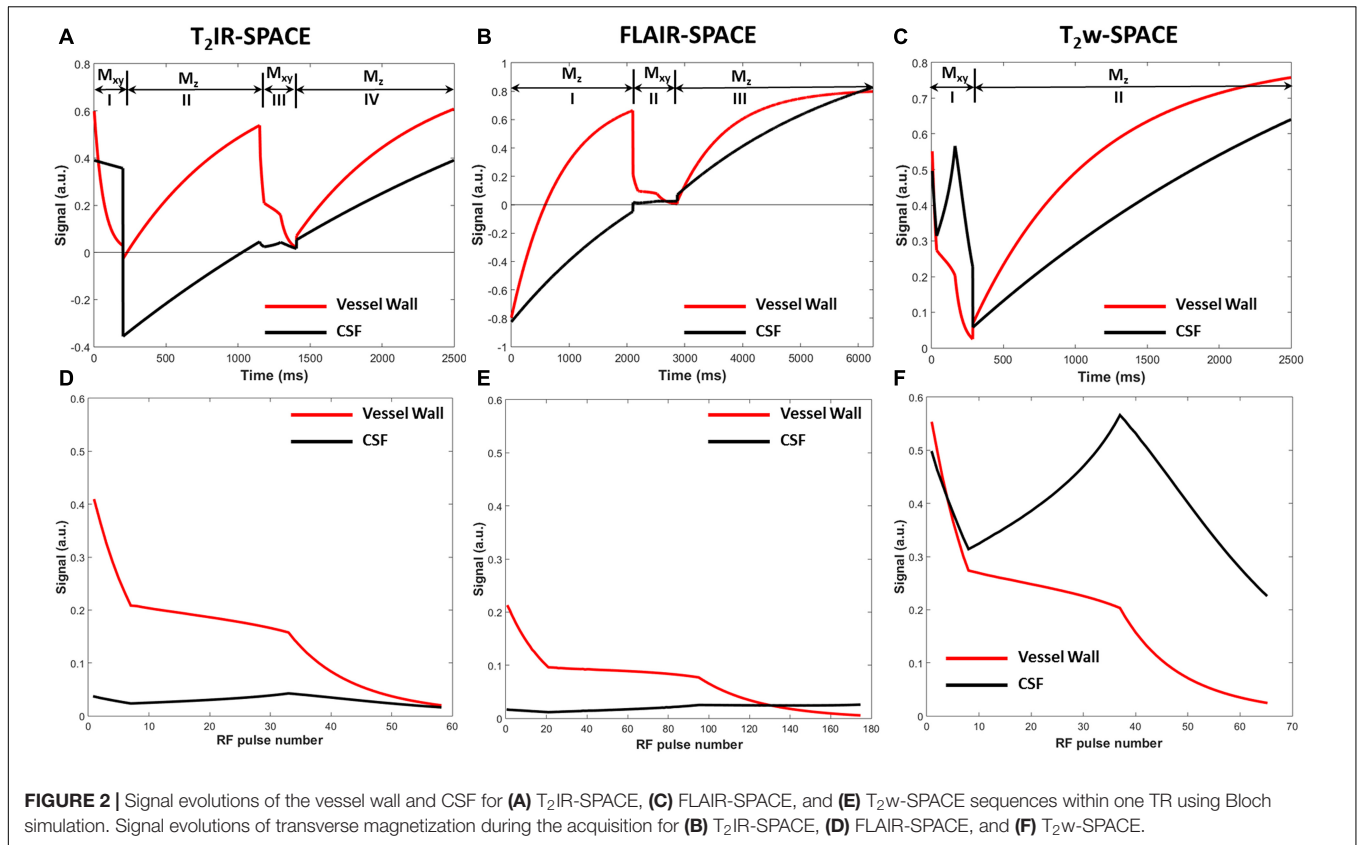 A
T₂IR-SPACE
0.8
0.6
0.4
0.2
0
-0.2
-0.4
Signal (a.u.)
Mxy
I
Mz
II
Mxy
III
Mz
IV
Vessel Wall
CSF
0 500 1000 1500 2000 2500
Time (ms)
B
FLAIR-SPACE
1
0.8
0.6
0.4
0.2
0
-0.2
-0.4
-0.6
-0.8
-1
Signal (a.u.)
Mz
I
Mxy
II
Mz
III
Vessel Wall
CSF
0 1000 2000 3000 4000 5000 6000
Time (ms)
C
T₂w-SPACE
0.8
0.7
0.6
0.5
0.4
0.3
0.2
0.1
0
Signal (a.u.)
Mxy
I
Mz
II
Vessel Wall
CSF
0 500 1000 1500 2000 2500
Time (ms)
D
0.6
0.5
0.4
0.3
0.2
0.1
0
Signal (a.u.)
Vessel Wall
CSF
0 10 20 30 40 50 60
RF pulse number
E
0.6
0.5
0.4
0.3
0.2
0.1
0
Signal (a.u.)
Vessel Wall
CSF
0 20 40 60 80 100 120 140 160 180
RF pulse number
F
0.6
0.5
0.4
0.3
0.2
0.1
0
Signal (a.u.)
Vessel Wall
CSF
0 10 20 30 40 50 60 70
RF pulse number
FIGURE 2 | Signal evolutions of the vessel wall and CSF for (A) T₂IR-SPACE, (C) FLAIR-SPACE, and (E) T₂w-SPACE sequences within one TR using Bloch
simulation. Signal evolutions of transverse magnetization during the acquisition for (B) T₂IR-SPACE, (D) FLAIR-SPACE, and (F) T₂w-SPACE.